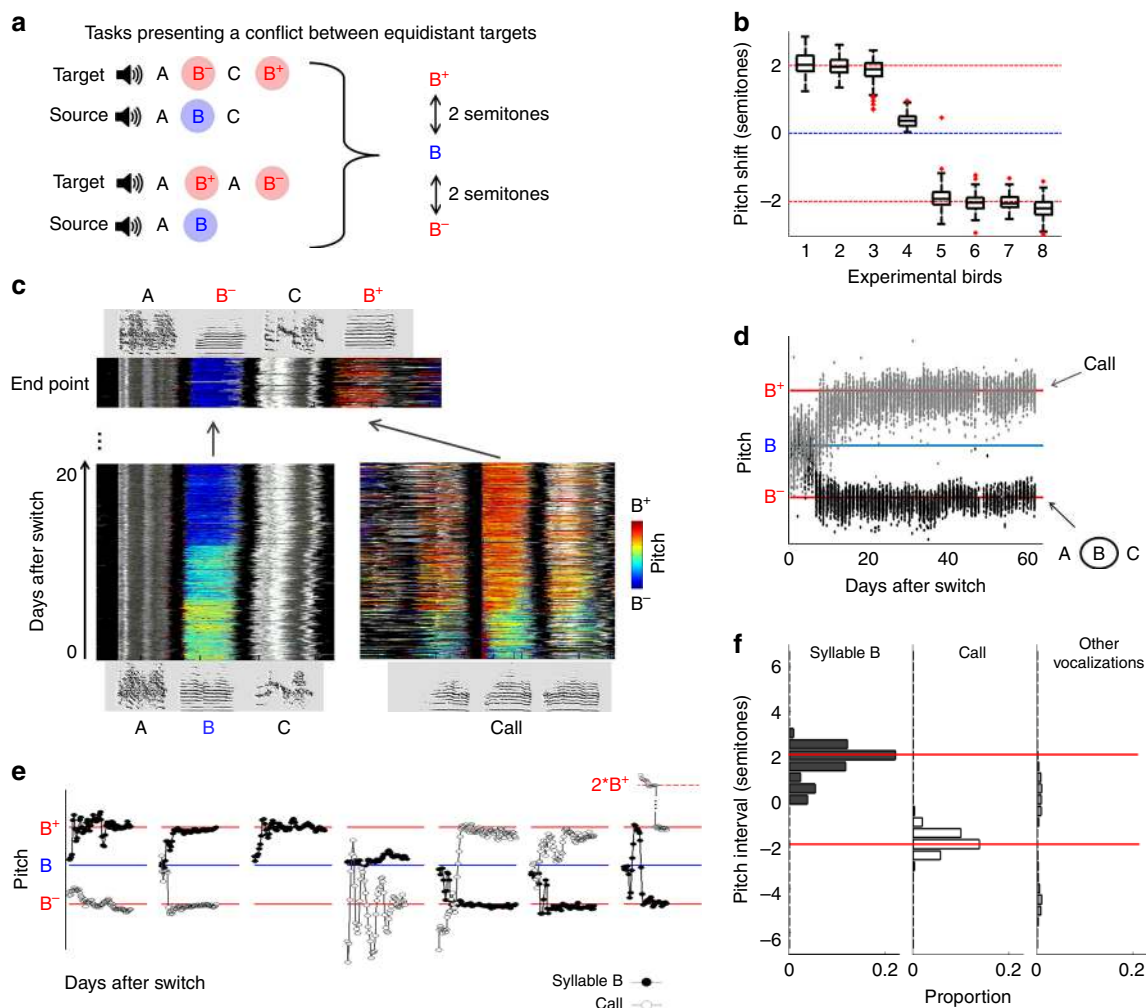 a
Tasks presenting a conflict between equidistant targets
Target A B⁻ C B⁺
Source A B C
Target A B⁺ A B⁻
Source A B
B⁺
2 semitones
B
2 semitones
B⁻
b
Pitch shift (semitones)
2
0
−2
1 2 3 4 5 6 7 8
Experimental birds
c
A B⁻ C B⁺
End point
Days after switch
20
0
B⁺
Pitch
B⁻
A B C
Call
d
Pitch
B⁺
B
B⁻
Call
A B C
0 20 40 60
Days after switch
e
Pitch
B⁺
B
B⁻
2*B⁺
Days after switch
Syllable B
Call
f
Syllable B Call Other
vocalizations
Pitch interval (semitones)
6
4
2
0
−2
−4
−6
0 0.2 0 0.2 0 0.2
Proportion